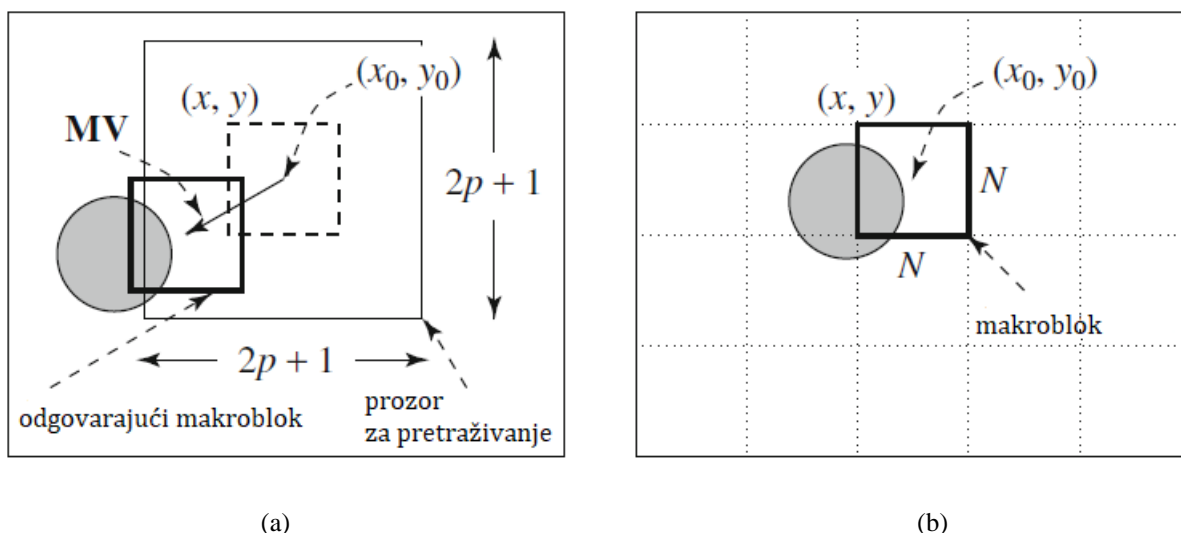 (x₀, y₀)
(x, y)
MV
2p + 1
2p + 1
odgovarajući makroblok
prozor
za pretraživanje
(a)
(x₀, y₀)
(x, y)
N
N
makroblok
(b)